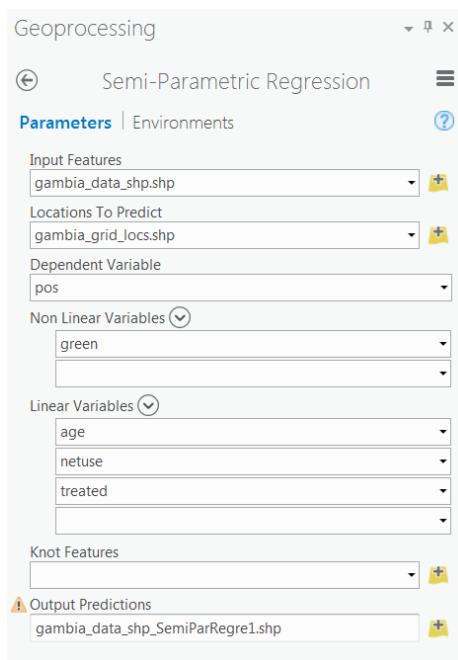 Geoprocessing
Semi-Parametric Regression
Parameters | Environments
Input Features
gambia_data_shp.shp
Locations To Predict
gambia_grid_locs.shp
Dependent Variable
pos
Non Linear Variables
green
Linear Variables
age
netuse
treated
Knot Features
Output Predictions
gambia_data_shp_SemiParRegre1.shp